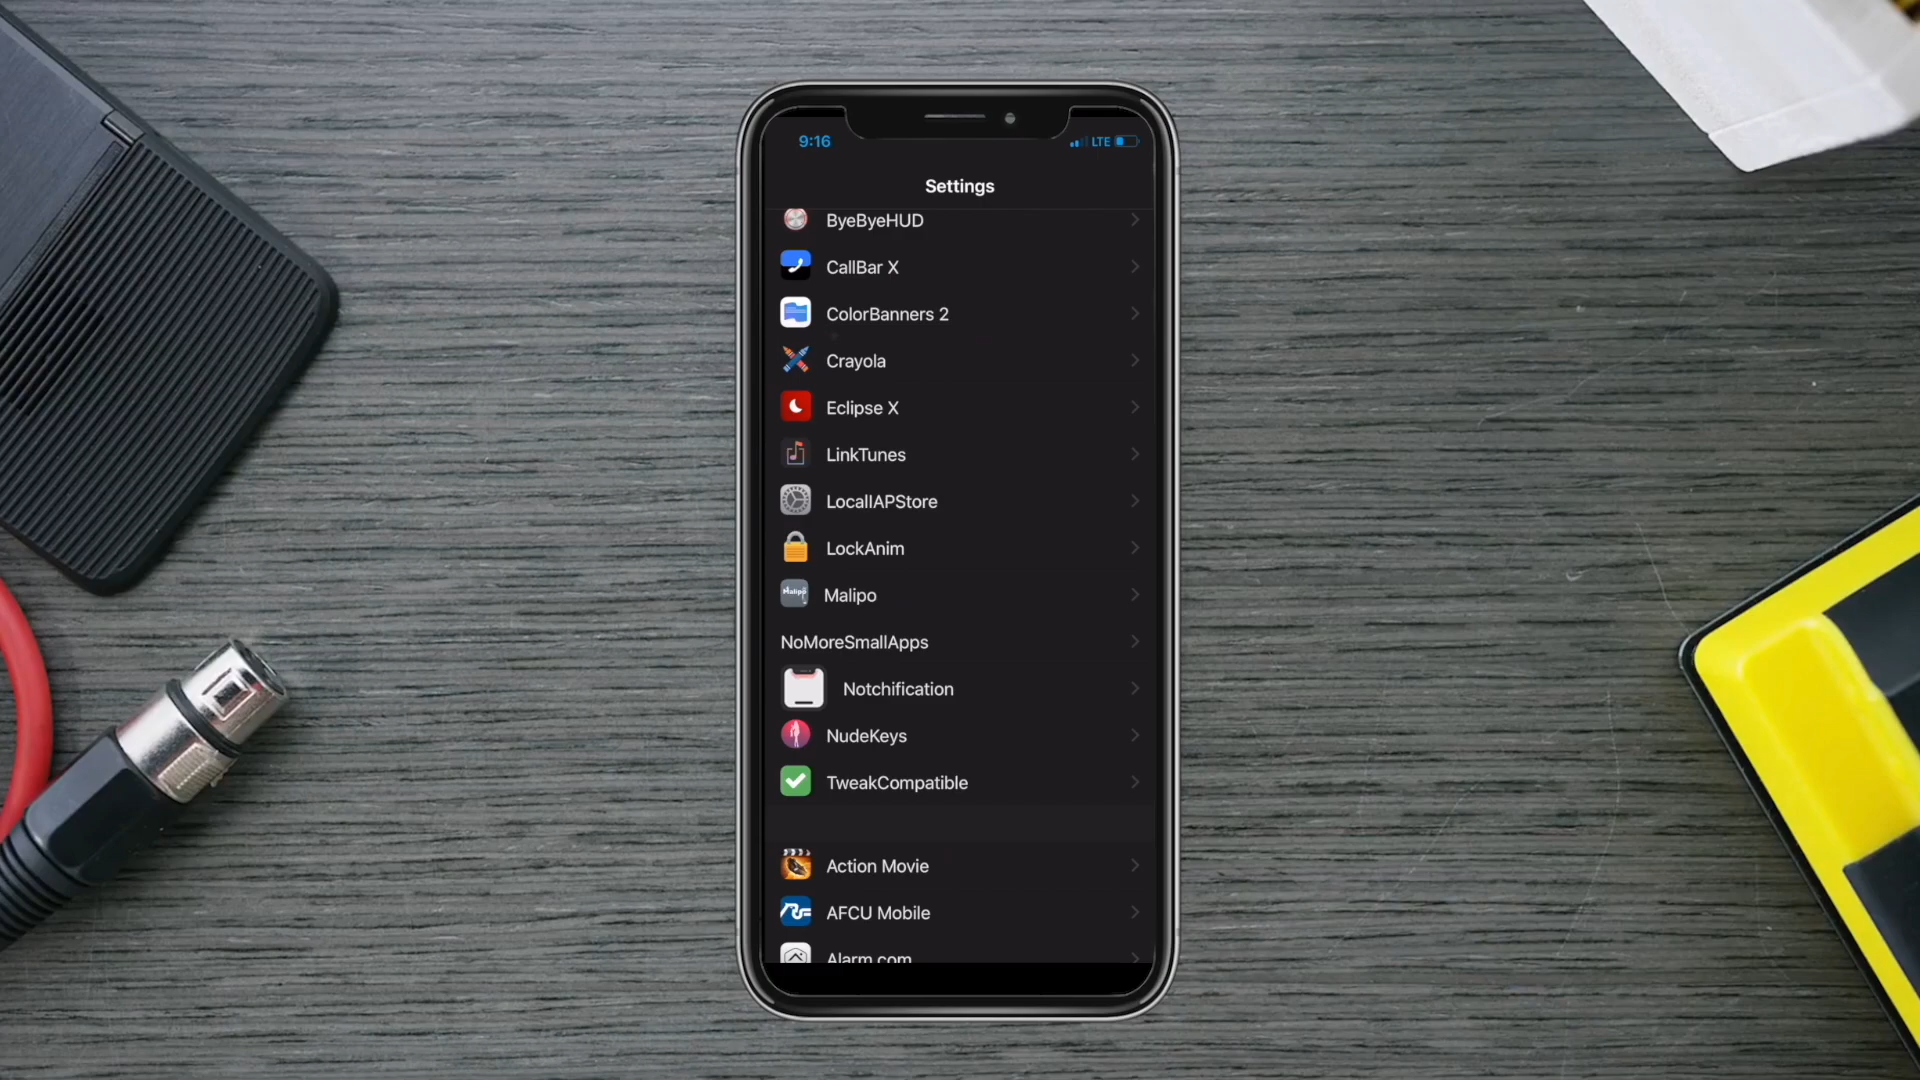 9:16
LTE
Settings
ByeByeHUD
CallBar X
ColorBanners 2
Crayola
Eclipse X
LinkTunes
LocalIAPStore
LockAnim
Malipo
Malipo
NoMoreSmallApps
Notchification
NudeKeys
TweakCompatible
Action Movie
AFCU Mobile
Alarm.com